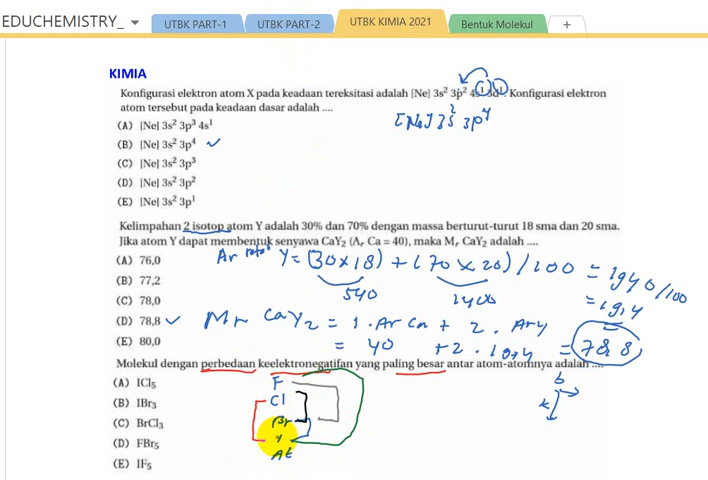 EDUCHEMISTRY_ UTBK PART-1 UTBK PART-2 UTBK KIMIA 2021 Bentuk Molekul +
KIMIA
Konfigurasi elektron atom X pada keadaan tereksitasi adalah [Ne] 3s² 3p² 4s¹ 3d¹. Konfigurasi elektron
atom tersebut pada keadaan dasar adalah ....
[Ne] 3s² 3p⁴
(A) [Ne] 3s² 3p³ 4s¹
(B) [Ne] 3s² 3p⁴ ✓
(C) [Ne] 3s² 3p³
(D) [Ne] 3s² 3p²
(E) [Ne] 3s² 3p¹
Kelimpahan 2 isotop atom Y adalah 30% dan 70% dengan massa berturut-turut 18 sma dan 20 sma.
Jika atom Y dapat membentuk senyawa CaY₂ (Aᵣ Ca = 40), maka Mᵣ CaY₂ adalah ....
(A) 76,0
Y = (30 x 18) + (70 x 20) / 100 = 1940/100
(B) 77,2
540 1400 = 19,4
(C) 78,0
(D) 78,8 ✓
Mr CaY₂ = 1 . Ar Ca + 2 . Ar Y
(E) 80,0
= 40 + 2 . 19,4 = 78,8
Molekul dengan perbedaan keelektronegatifan yang paling besar antar atom-atomnya adalah ....
(A) ICl₅
(B) IBr₃
(C) BrCl₃
(D) FBr₅
(E) IF₅
F
Cl
Br
At
b
k